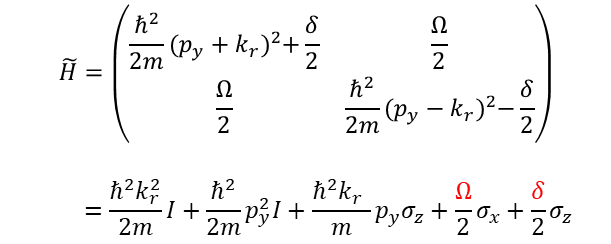 H̃ = ( ℏ²/2m (p_y + k_r)² + δ/2    Ω/2
Ω/2    ℏ²/2m (p_y − k_r)² − δ/2 )
= ℏ²k_r²/2m I + ℏ²/2m p_y² I + ℏ²k_r/m p_y σ_z + Ω/2 σ_x + δ/2 σ_z